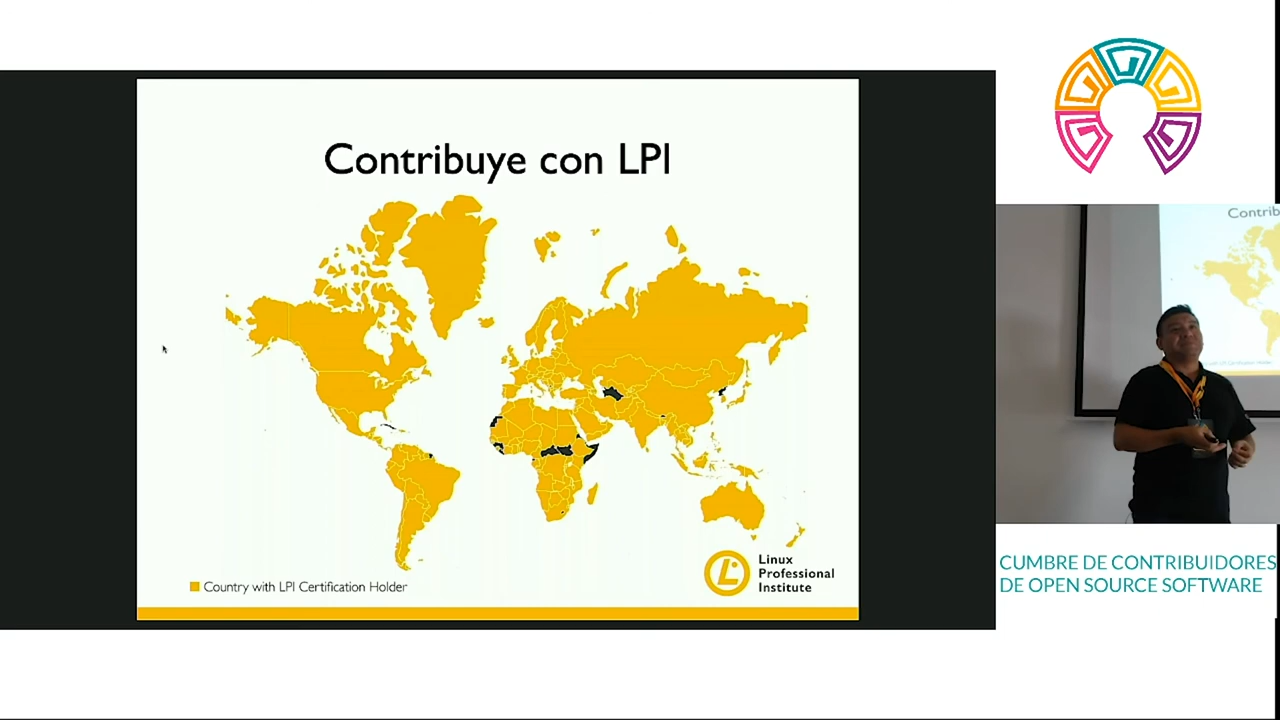 Contribuye con LPI
Country with LPI Certification Holder
Linux
Professional
Institute
Contrib
CUMBRE DE CONTRIBUIDORES
DE OPEN SOURCE SOFTWARE